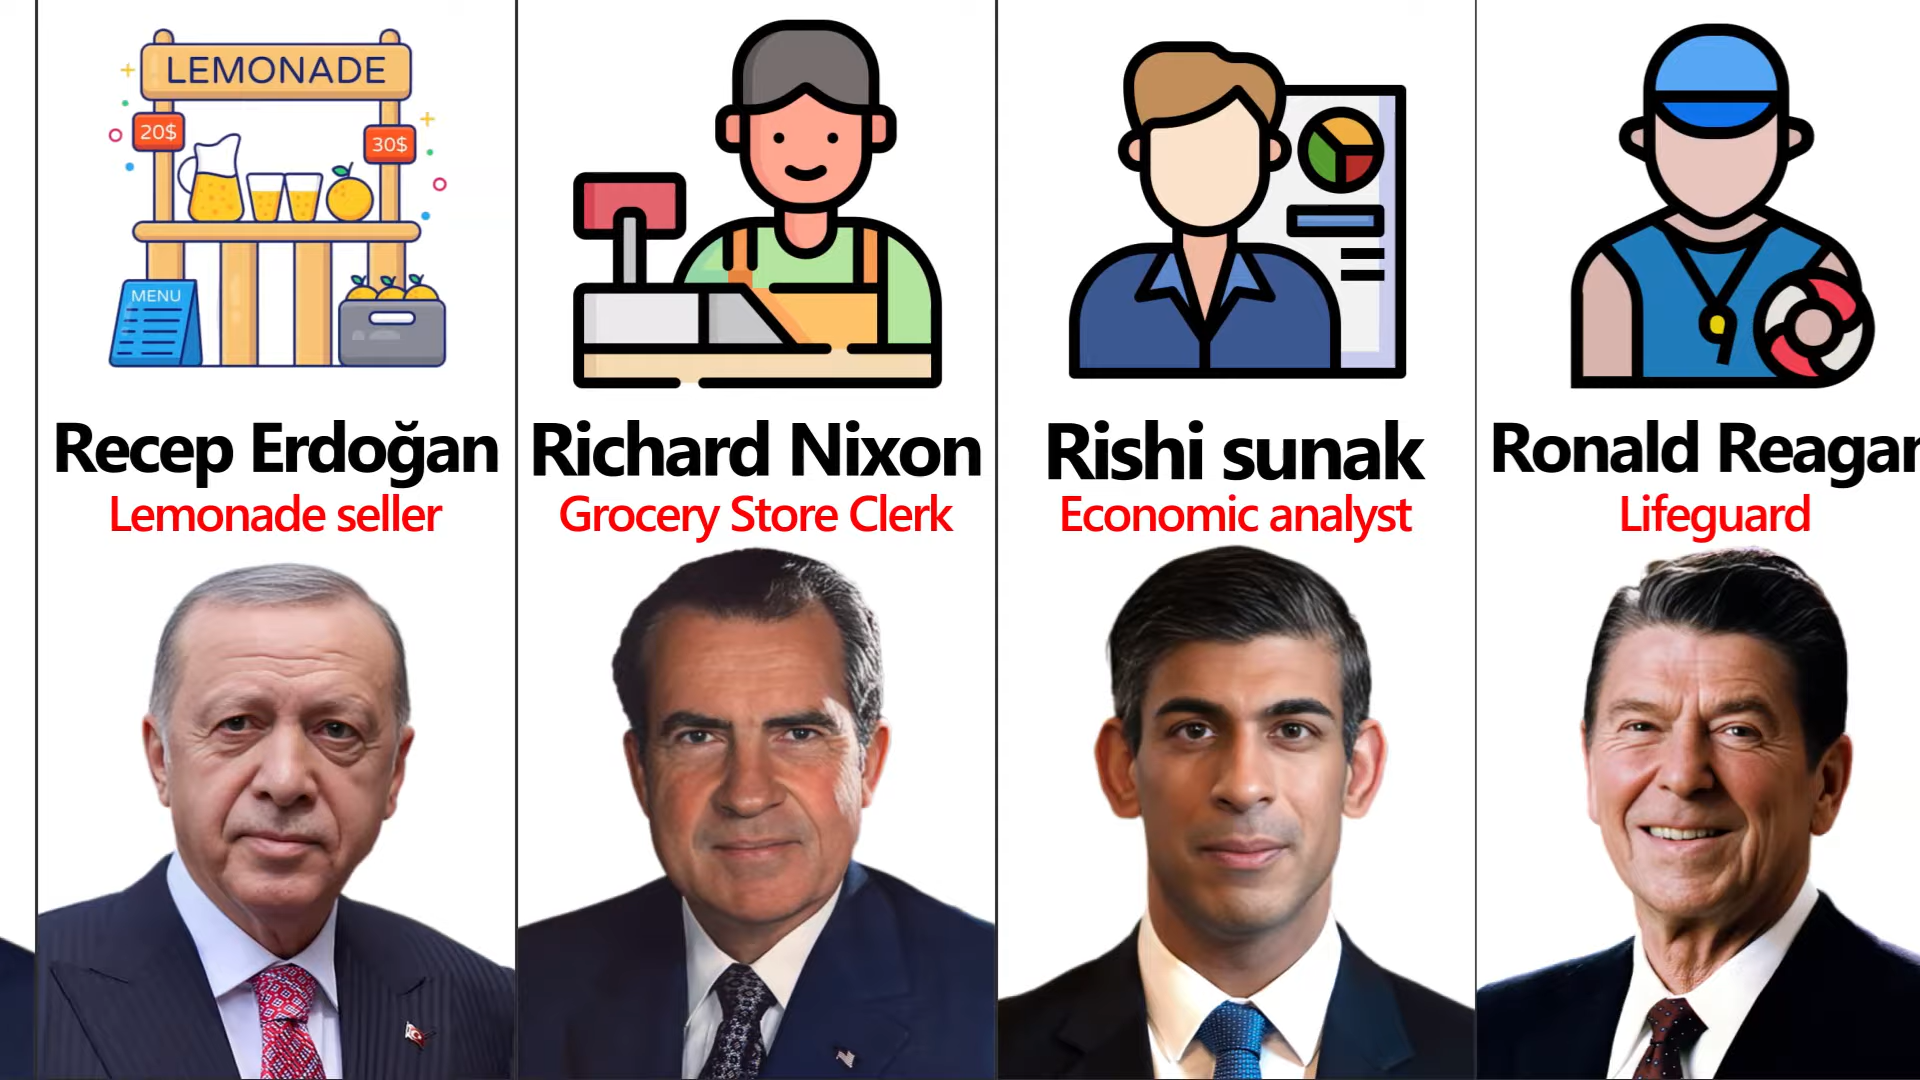 LEMONADE
20$
30$
MENU
Recep Erdoğan
Lemonade seller
Richard Nixon
Grocery Store Clerk
Rishi sunak
Economic analyst
Ronald Reagan
Lifeguard